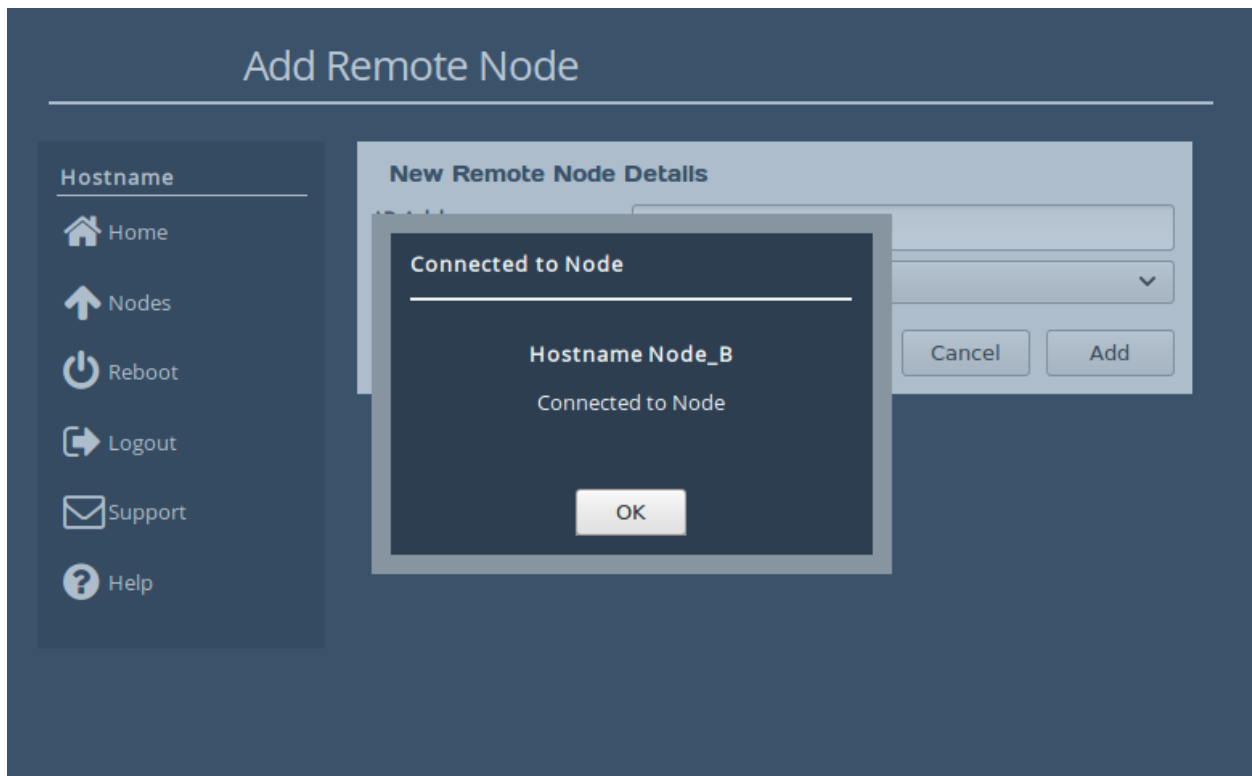 Add Remote Node
Hostname
Home
Nodes
Reboot
Logout
Support
Help
New Remote Node Details
Connected to Node
Hostname Node_B
Connected to Node
OK
Cancel
Add